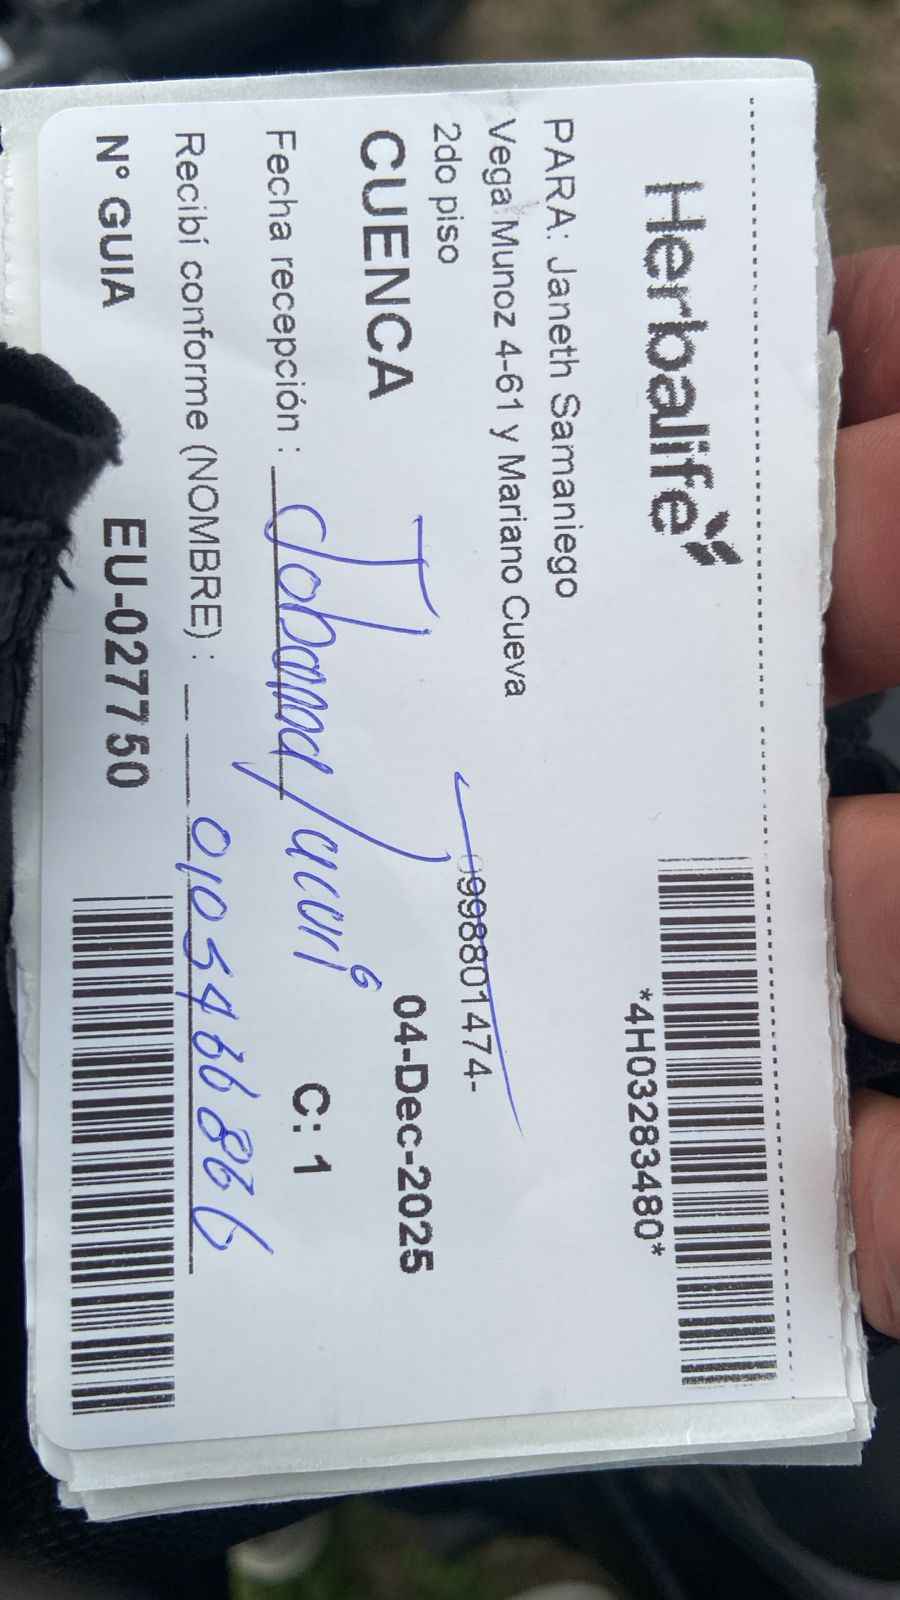 Herbalife
*4H03283480*
PARA: Janeth Samaniego
Vega Munoz 4-61 y Mariano Cueva
2do piso
0998801474-
CUENCA
04-Dec-2025
Fecha recepción :
C: 1
Recibí conforme (NOMBRE) :
N° GUIA EU-027750